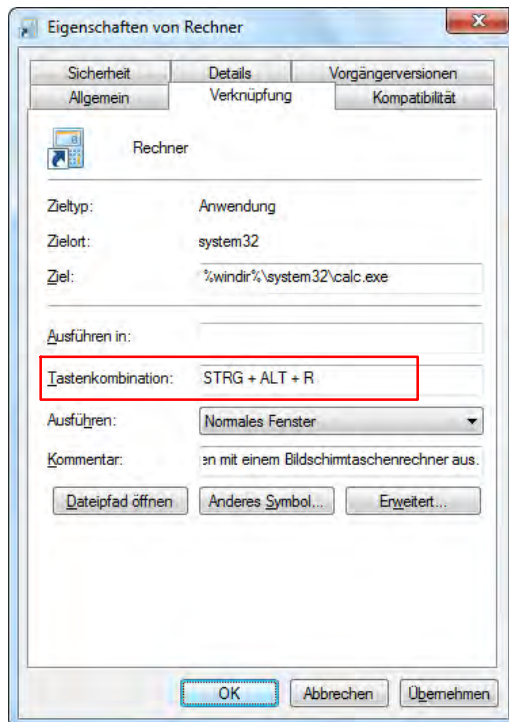 Eigenschaften von Rechner
Sicherheit Details Vorgängerversionen
Allgemein Verknüpfung Kompatibilität
Rechner
Zieltyp: Anwendung
Zielort: system32
Ziel: %windir%\system32\calc.exe
Ausführen in:
Tastenkombination: STRG + ALT + R
Ausführen: Normales Fenster
Kommentar: en mit einem Bildschirmtaschenrechner aus.
Dateipfad öffnen Anderes Symbol... Erweitert...
OK Abbrechen Übernehmen